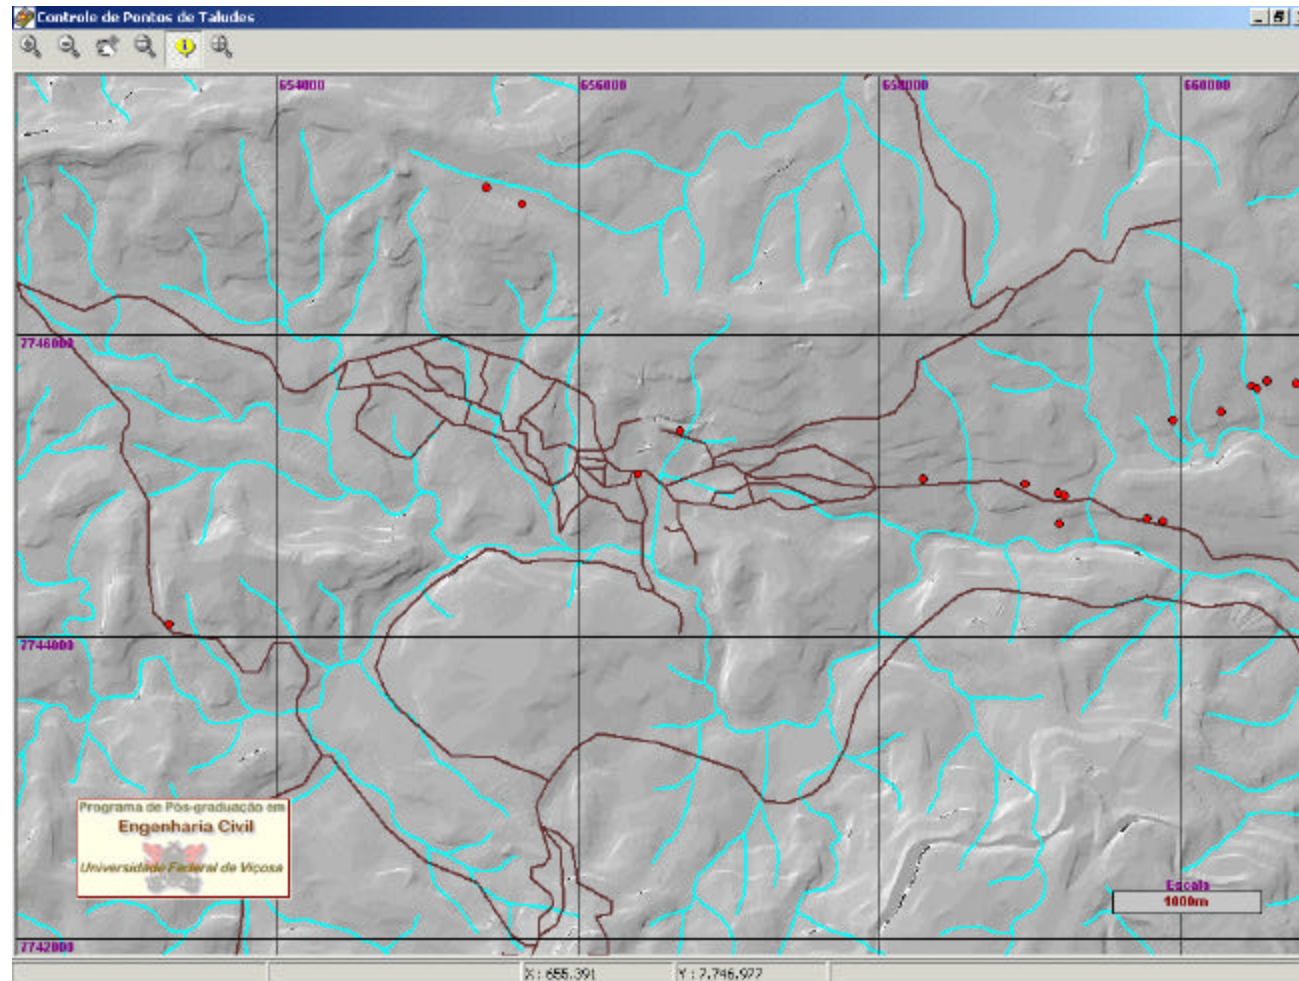 Controle de Pontos de Taludes
654000
656000
658000
660000
7746000
7744000
Programa de Pós-graduação em
Engenharia Civil
Universidade Federal de Viçosa
Escala
1000m
7742000
X : 655.391
Y : 7.746.977